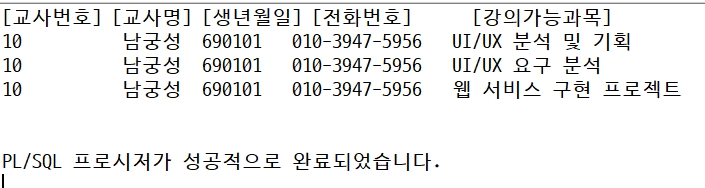 [교사번호] [교사명] [생년월일] [전화번호] [강의가능과목]
10 남궁성 690101 010-3947-5956 UI/UX 분석 및 기획
10 남궁성 690101 010-3947-5956 UI/UX 요구 분석
10 남궁성 690101 010-3947-5956 웹 서비스 구현 프로젝트
PL/SQL 프로시저가 성공적으로 완료되었습니다.